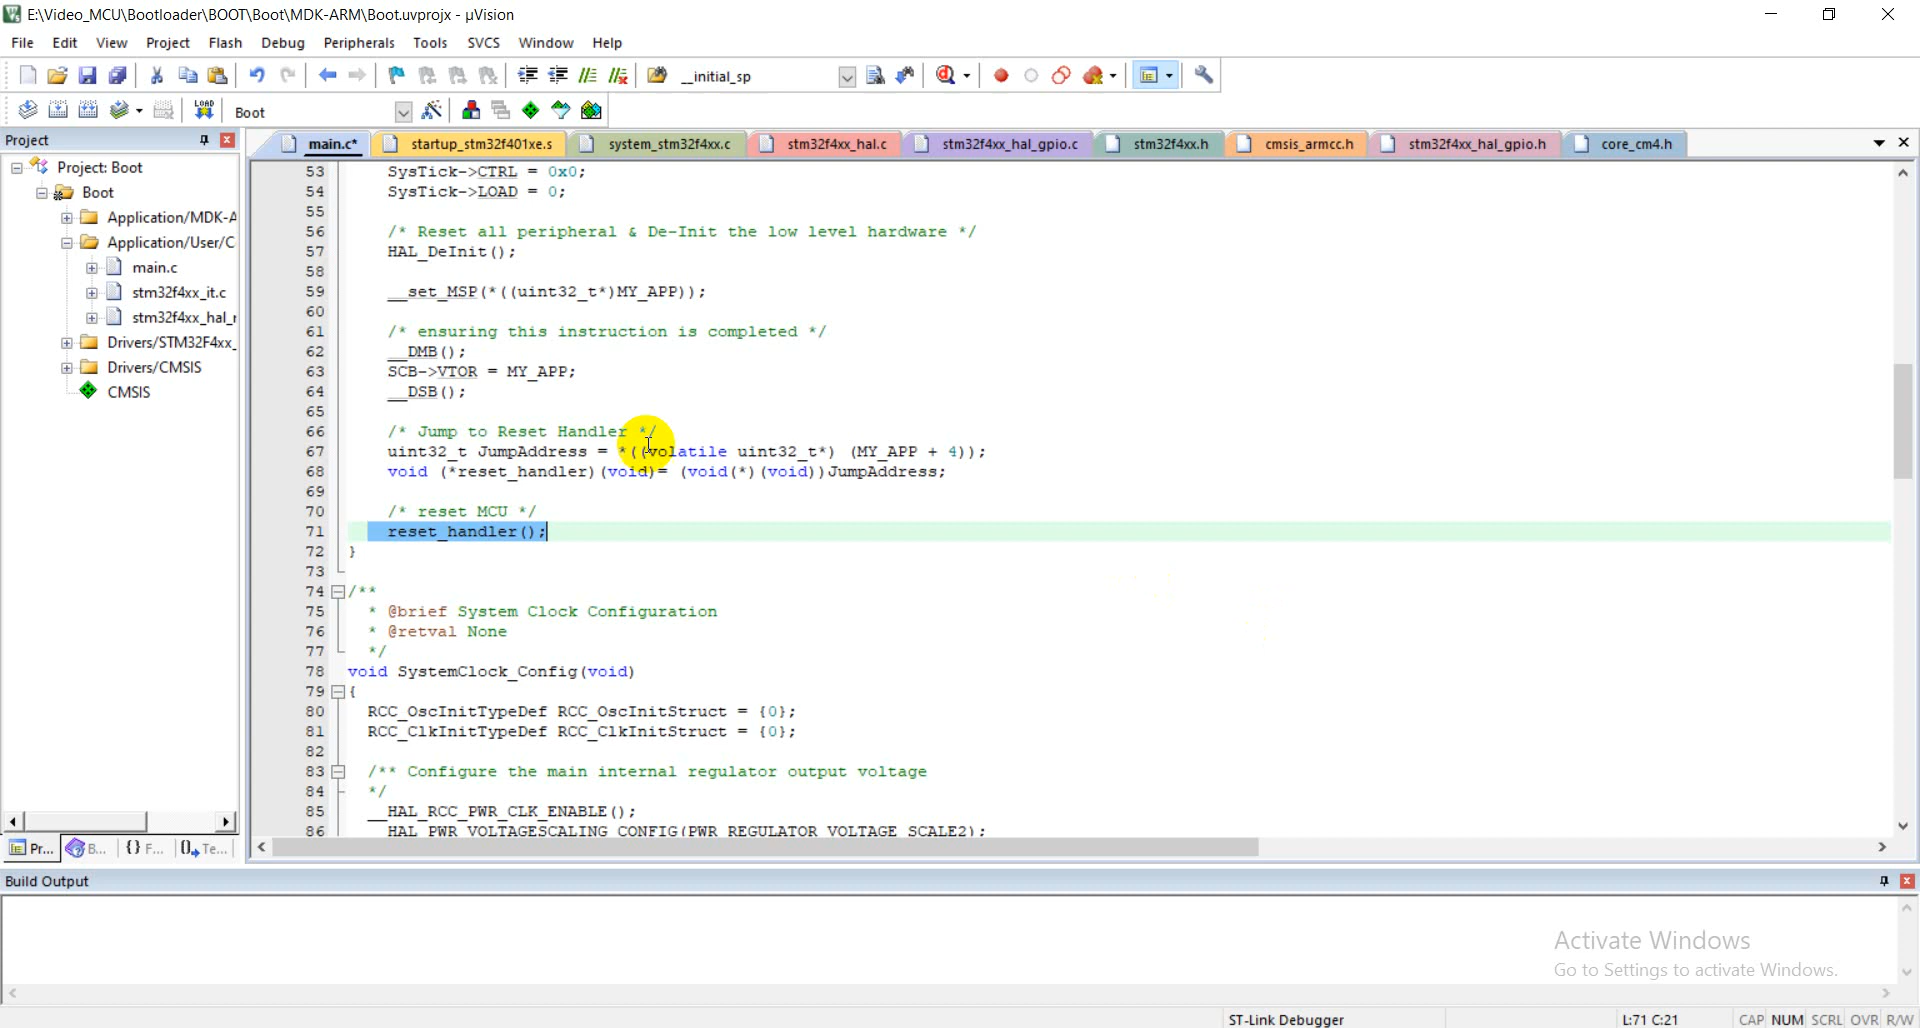 E:\Video_MCU\Bootloader\BOOT\Boot\MDK-ARM\Boot.uvprojx - µVision
File Edit View Project Flash Debug Peripherals Tools SVCS Window Help
__initial_sp
LOAD Boot
Project
main.c* startup_stm32f401xe.s system_stm32f4xx.c stm32f4xx_hal.c stm32f4xx_hal_gpio.c stm32f4xx.h cmsis_armcc.h stm32f4xx_hal_gpio.h core_cm4.h
Project: Boot
Boot
Application/MDK-A
Application/User/C
main.c
stm32f4xx_it.c
stm32f4xx_hal_r
Drivers/STM32F4xx_
Drivers/CMSIS
CMSIS
Pr... B... {} F... Te...
53 SysTick->CTRL = 0x0;
54 SysTick->LOAD = 0;
55
56 /* Reset all peripheral & De-Init the low level hardware */
57 HAL_DeInit();
58
59 __set_MSP(*((uint32_t*)MY_APP));
60
61 /* ensuring this instruction is completed */
62 __DMB();
63 SCB->VTOR = MY_APP;
64 __DSB();
65
66 /* Jump to Reset Handler */
67 uint32_t JumpAddress = *((volatile uint32_t*) (MY_APP + 4));
68 void (*reset_handler)(void)= (void(*)(void))JumpAddress;
69
70 /* reset MCU */
71 reset_handler();
72 }
73
74 /**
75 * @brief System Clock Configuration
76 * @retval None
77 */
78 void SystemClock_Config(void)
79 {
80 RCC_OscInitTypeDef RCC_OscInitStruct = {0};
81 RCC_ClkInitTypeDef RCC_ClkInitStruct = {0};
82
83 /** Configure the main internal regulator output voltage
84 */
85 __HAL_RCC_PWR_CLK_ENABLE();
86 __HAL_PWR_VOLTAGESCALING_CONFIG(PWR_REGULATOR_VOLTAGE_SCALE2);
Build Output
Activate Windows
Go to Settings to activate Windows.
ST-Link Debugger L:71 C:21 CAP NUM SCRL OVR R/W